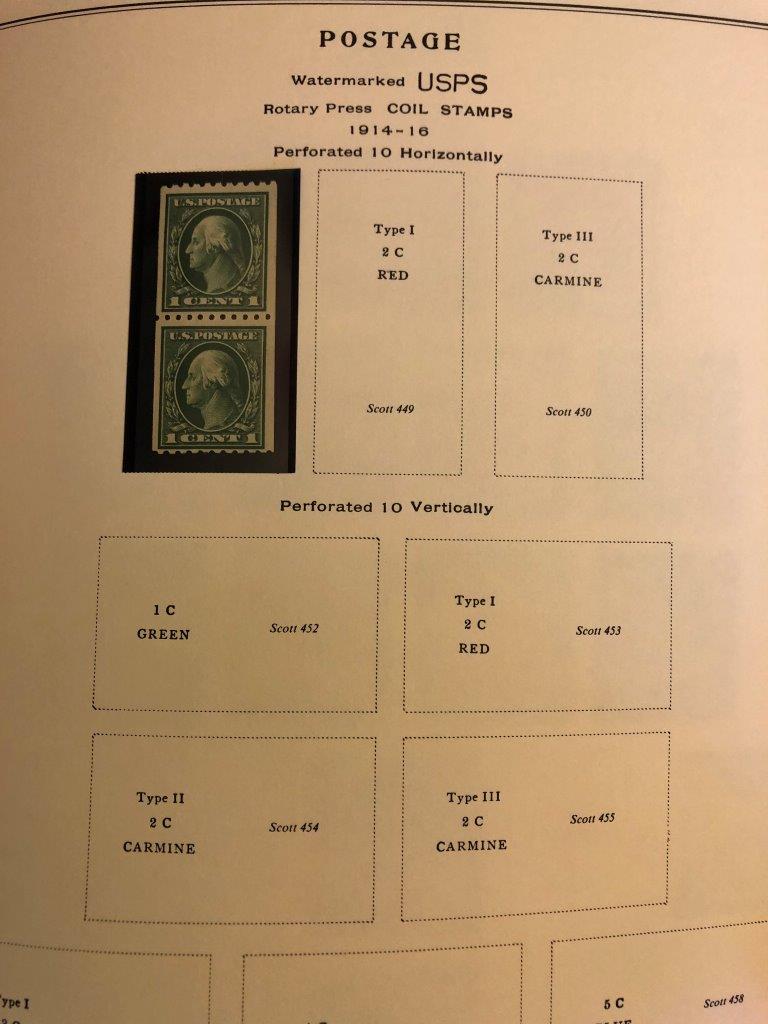 POSTAGE
Watermarked USPS
Rotary Press COIL STAMPS
1914-16
Perforated 10 Horizontally
U.S. POSTAGE
1 CENT 1
U.S. POSTAGE
1 CENT 1
Type I
2 C
RED
Scott 449
Type III
2 C
CARMINE
Scott 450
Perforated 10 Vertically
1 C
GREEN
Scott 452
Type I
2 C
RED
Scott 453
Type II
2 C
CARMINE
Scott 454
Type III
2 C
CARMINE
Scott 455
ype I
5 C
Scott 458